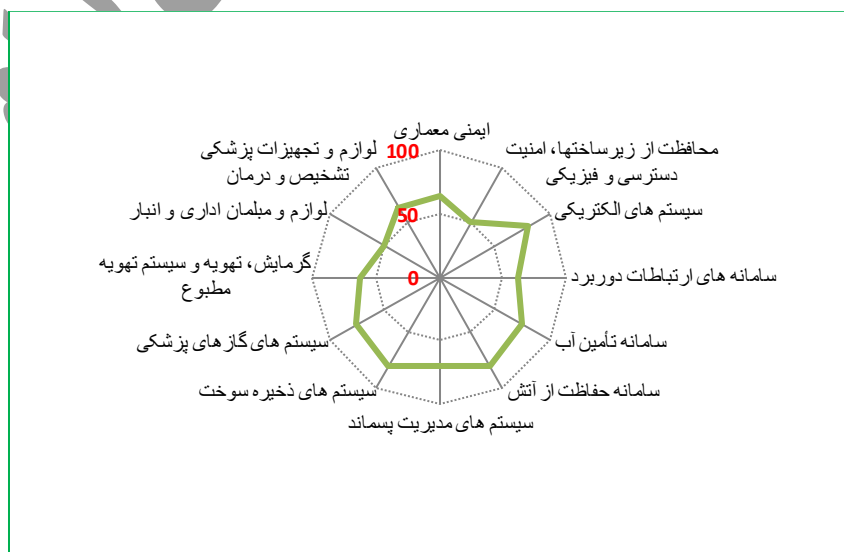 ایمنی معماری
محافظت از زیرساختها، امنیت
دسترسی و فیزیکی
سیستم های الکتریکی
سامانه های ارتباطات دوربرد
سامانه تأمین آب
سامانه حفاظت از آتش
سیستم های مدیریت پسماند
سیستم های ذخیره سوخت
سیستم های گازهای پزشکی
گرمایش، تهویه و سیستم تهویه
مطبوع
لوازم و مبلمان اداری و انبار
لوازم و تجهیزات پزشکی
تشخیص و درمان
100
50
0